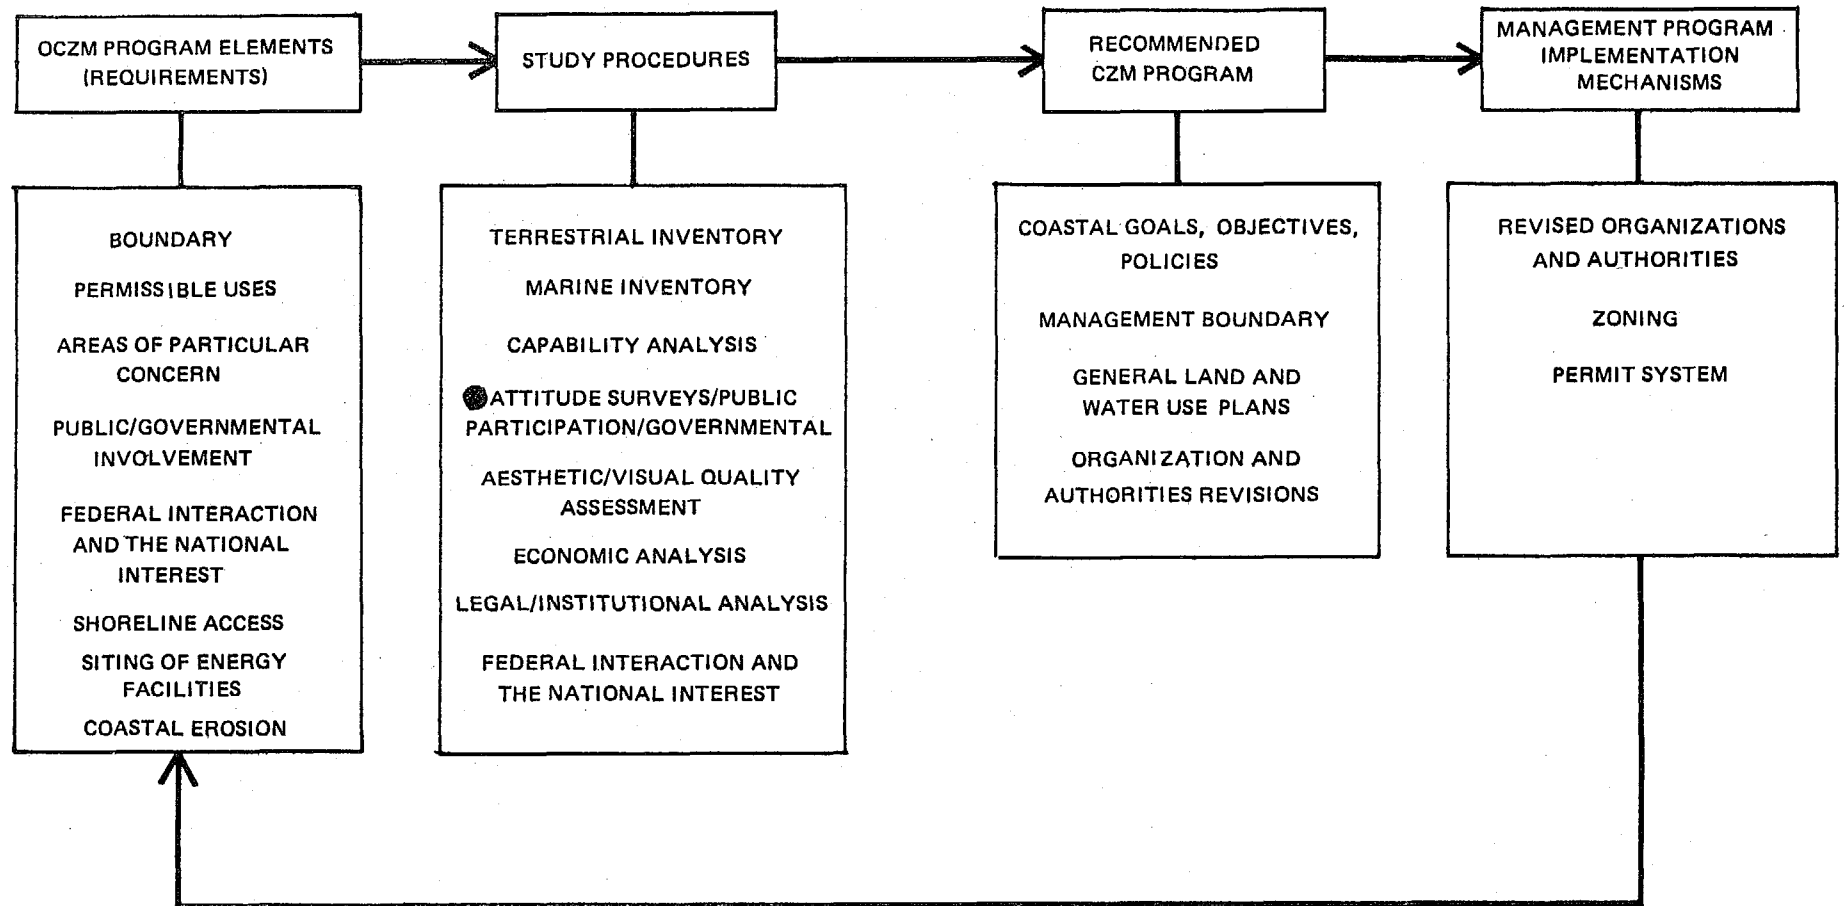 OCZM PROGRAM ELEMENTS
(REQUIREMENTS)
STUDY PROCEDURES
RECOMMENDED
CZM PROGRAM
MANAGEMENT PROGRAM
IMPLEMENTATION
MECHANISMS
BOUNDARY
PERMISSIBLE USES
AREAS OF PARTICULAR
CONCERN
PUBLIC/GOVERNMENTAL
INVOLVEMENT
FEDERAL INTERACTION
AND THE NATIONAL
INTEREST
SHORELINE ACCESS
SITING OF ENERGY
FACILITIES
COASTAL EROSION
TERRESTRIAL INVENTORY
MARINE INVENTORY
CAPABILITY ANALYSIS
ATTITUDE SURVEYS/PUBLIC
PARTICIPATION/GOVERNMENTAL
AESTHETIC/VISUAL QUALITY
ASSESSMENT
ECONOMIC ANALYSIS
LEGAL/INSTITUTIONAL ANALYSIS
FEDERAL INTERACTION AND
THE NATIONAL INTEREST
COASTAL GOALS, OBJECTIVES,
POLICIES
MANAGEMENT BOUNDARY
GENERAL LAND AND
WATER USE PLANS
ORGANIZATION AND
AUTHORITIES REVISIONS
REVISED ORGANIZATIONS
AND AUTHORITIES
ZONING
PERMIT SYSTEM